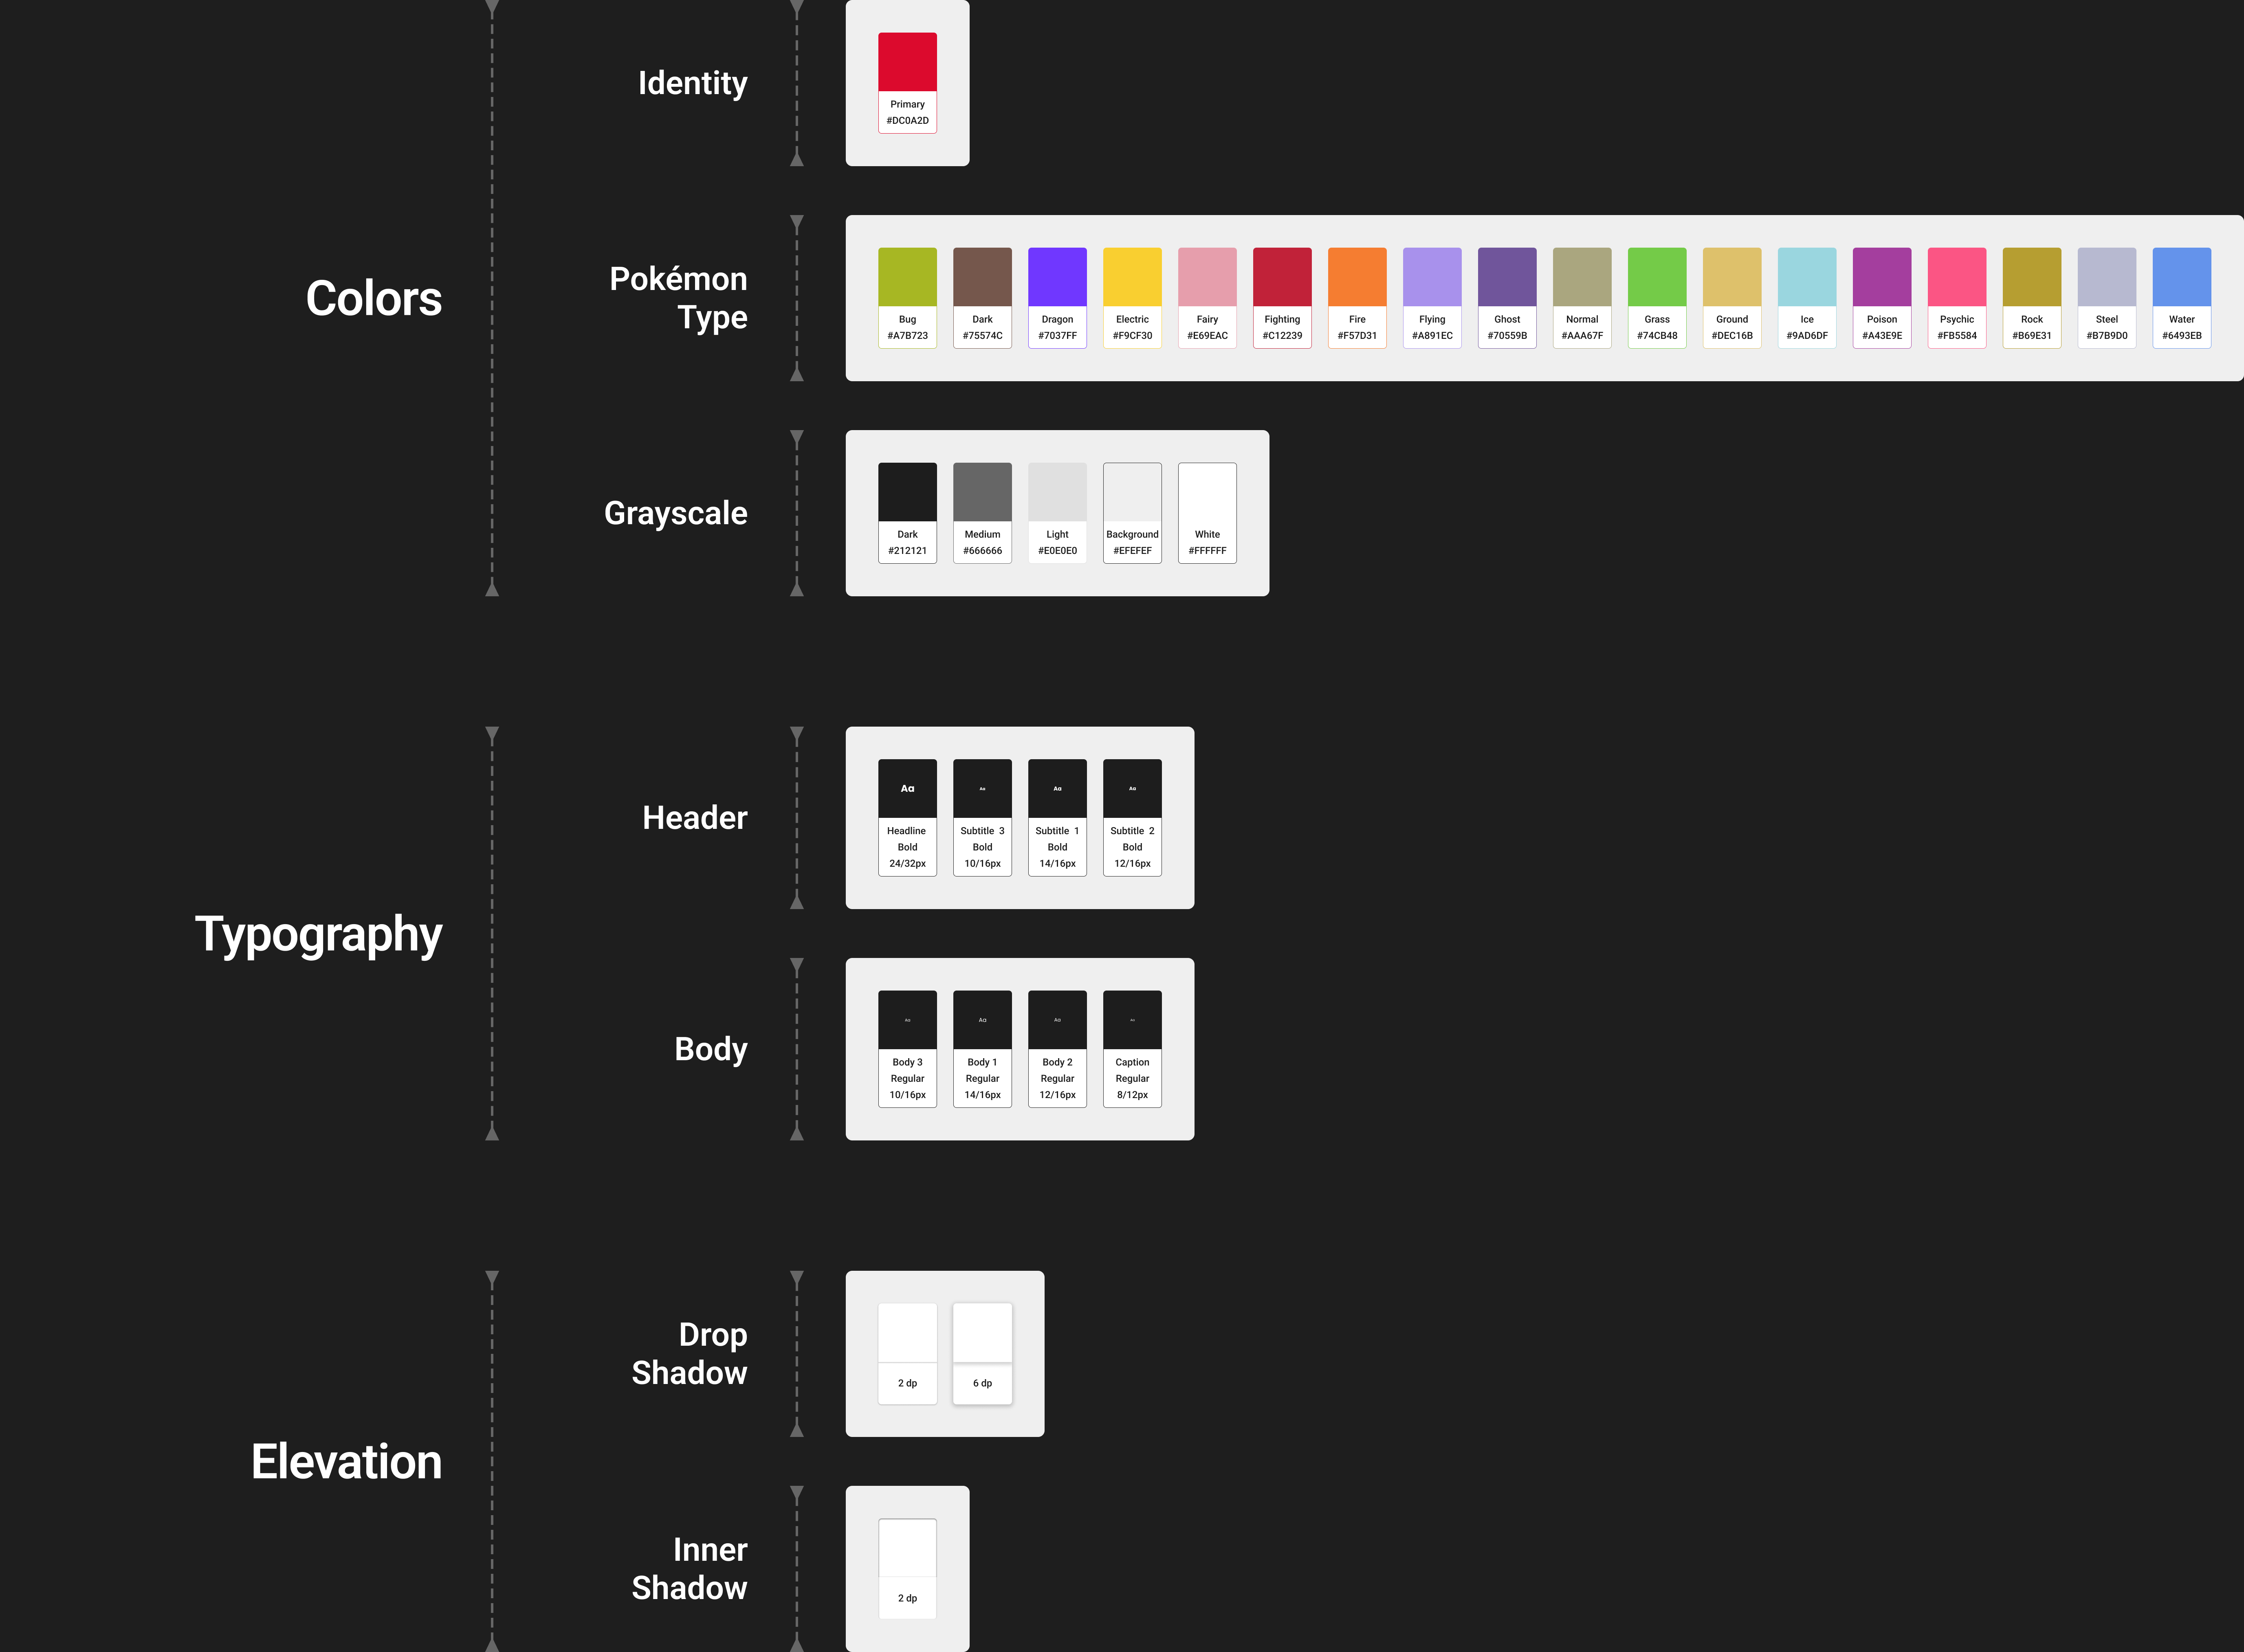 Colors
Identity
Primary
#DC0A2D
Pokémon
Type
Bug
#A7B723
Dark
#75574C
Dragon
#7037FF
Electric
#F9CF30
Fairy
#E69EAC
Fighting
#C12239
Fire
#F57D31
Flying
#A891EC
Ghost
#70559B
Normal
#AAA67F
Grass
#74CB48
Ground
#DEC16B
Ice
#9AD6DF
Poison
#A43E9E
Psychic
#FB5584
Rock
#B69E31
Steel
#B7B9D0
Water
#6493EB
Grayscale
Dark
#212121
Medium
#666666
Light
#E0E0E0
Background
#EFEFEF
White
#FFFFFF
Typography
Header
Aa
Headline
Bold
24/32px
Aa
Subtitle 3
Bold
10/16px
Aa
Subtitle 1
Bold
14/16px
Aa
Subtitle 2
Bold
12/16px
Body
Aa
Body 3
Regular
10/16px
Aa
Body 1
Regular
14/16px
Aa
Body 2
Regular
12/16px
Aa
Caption
Regular
8/12px
Elevation
Drop
Shadow
2 dp
6 dp
Inner
Shadow
2 dp